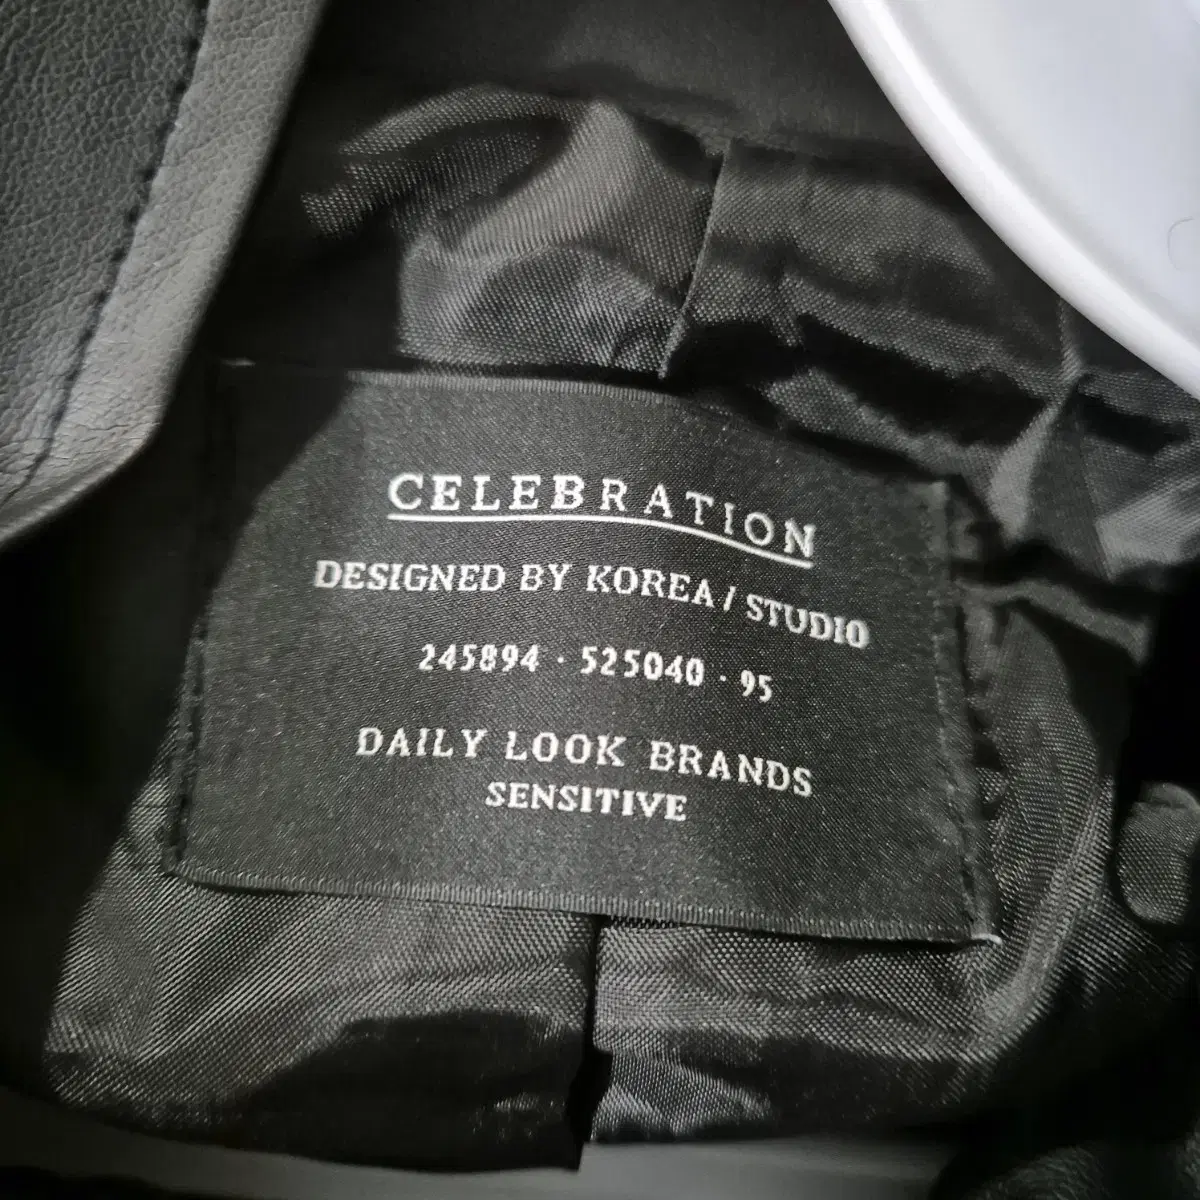 CELEBRATION
DESIGNED BY KOREA / STUDIO
245894 · 525040 · 95
DAILY LOOK BRANDS
SENSITIVE